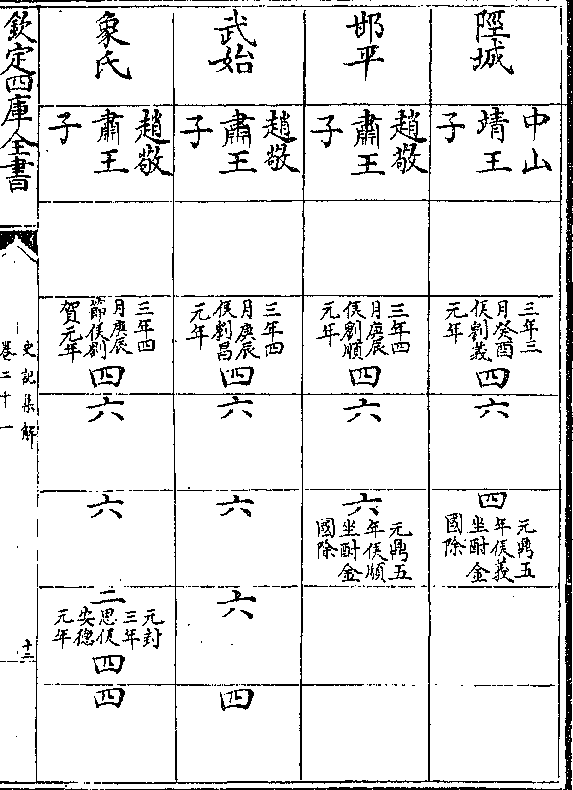 陘城
中山
靖王
子
三年三
月癸酉
侯劉義
元年
四
六
四
元鼎五
年侯義
坐酎金
國除
邯平
趙敬
肅王
子
三年四
月庚辰
侯劉順
元年
四
六
六
元鼎五
年侯順
坐酎金
國除
武始
趙敬
肅王
子
三年四
月庚辰
侯劉昌
元年
四
六
六
六
四
象氏
趙敬
肅王
子
三年四
月庚辰
節侯劉
賀元年
四
六
六
二
元封
三年
思侯
安徳
元年
四
四
欽定四庫全書
史記集解
卷二十一
十二